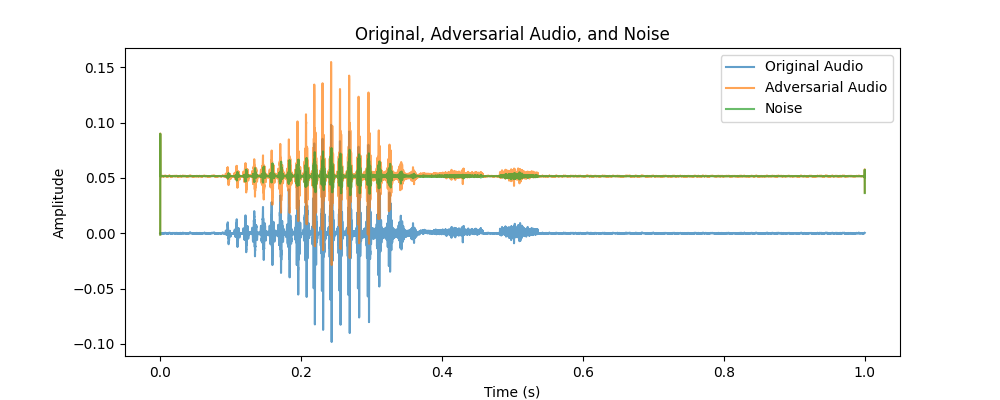 Original, Adversarial Audio, and Noise
Original Audio
Adversarial Audio
Noise
Amplitude
0.15
0.10
0.05
0.00
−0.05
−0.10
0.0 0.2 0.4 0.6 0.8 1.0
Time (s)